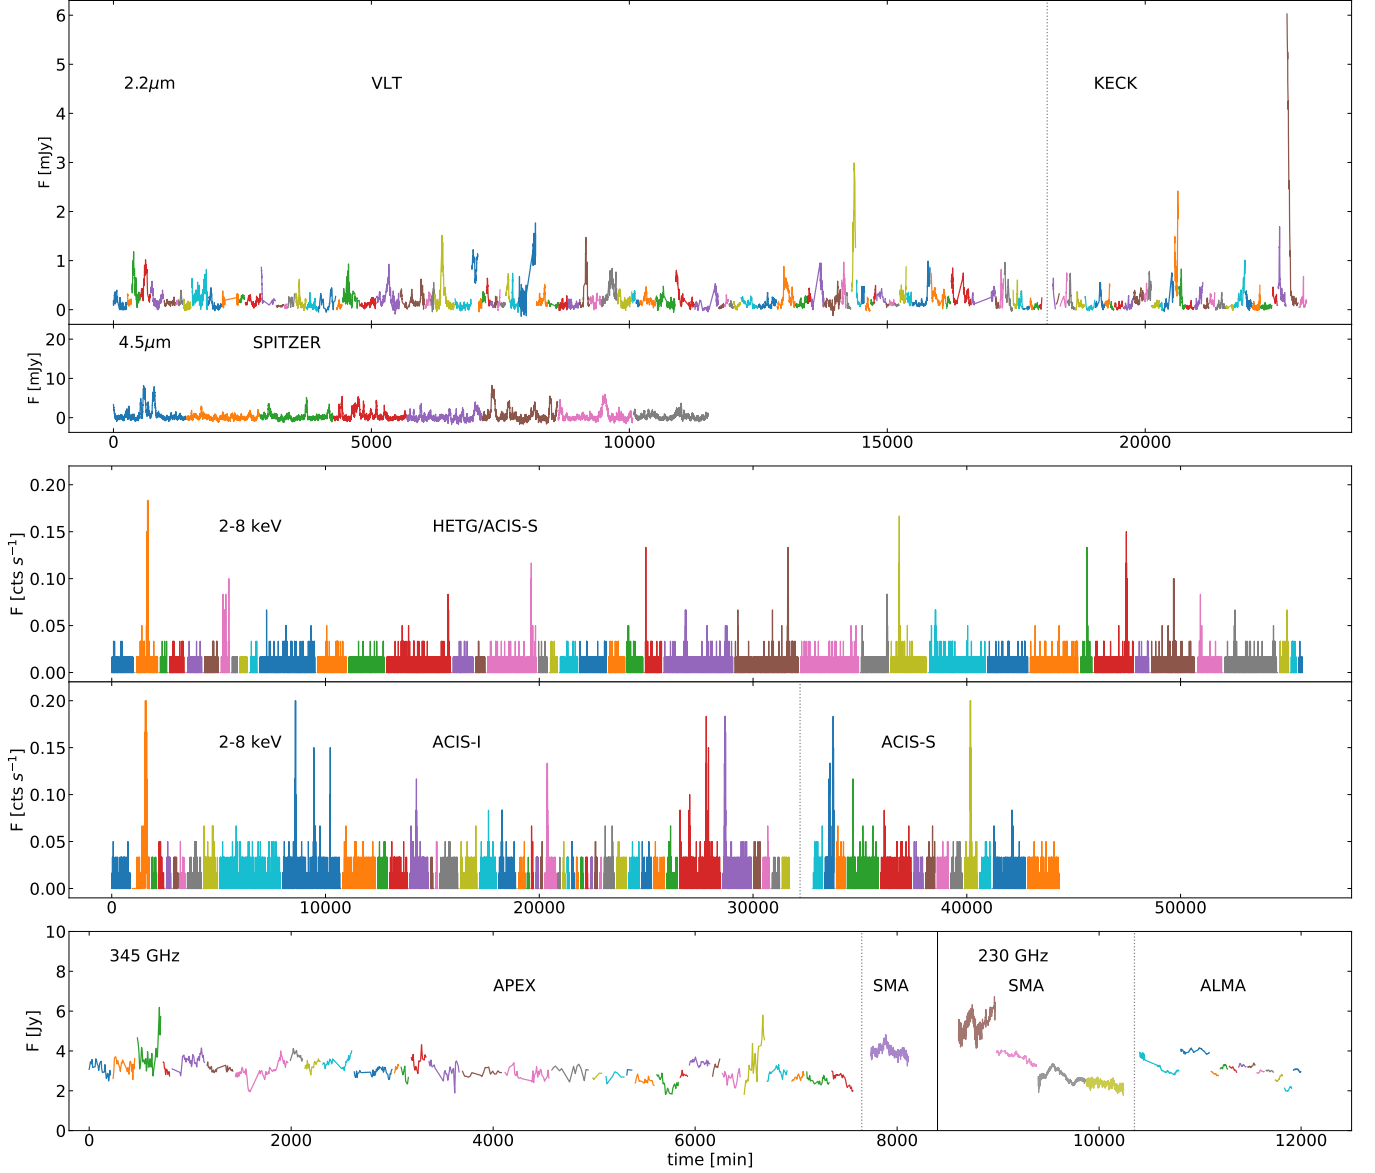 6
5
4
3
2
1
0
F [mJy]
2.2μm VLT KECK
20
10
0
F [mJy]
4.5μm SPITZER
0 5000 10000 15000 20000
0.20
0.15
0.10
0.05
0.00
F [cts s⁻¹]
2-8 keV HETG/ACIS-S
0.20
0.15
0.10
0.05
0.00
F [cts s⁻¹]
2-8 keV ACIS-I ACIS-S
0 10000 20000 30000 40000 50000
10
8
6
4
2
0
F [Jy]
345 GHz 230 GHz
APEX SMA SMA ALMA
0 2000 4000 6000 8000 10000 12000
time [min]